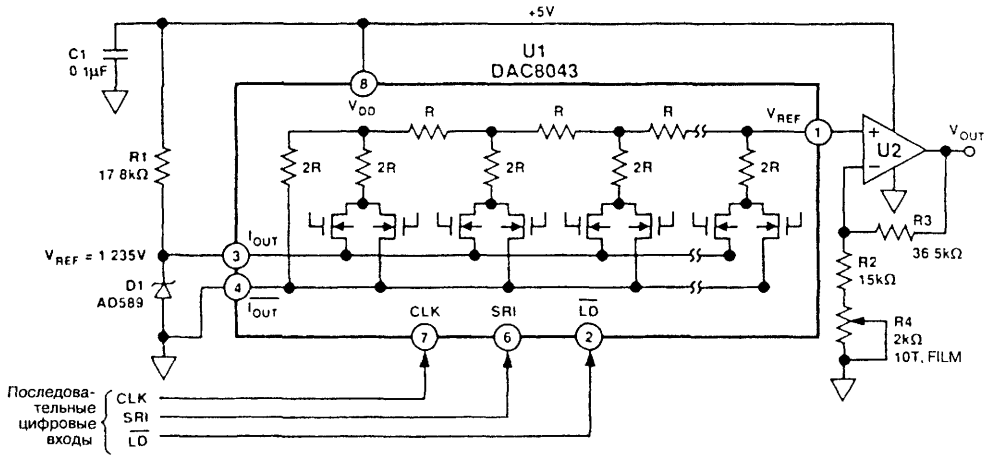 +5V
C1
0 1µF
U1
DAC8043
8
VDD
R
R
R
VREF
1
+
U2
−
VOUT
R1
17 8kΩ
2R
2R
2R
2R
2R
R3
36 5kΩ
VREF = 1 235V
3
IOUT
R2
15kΩ
D1
AD589
4
IOUT
CLK
SRI
LD
7
6
2
R4
2kΩ
10T, FILM
Последова-
тельные
цифровые
входы
CLK
SRI
LD